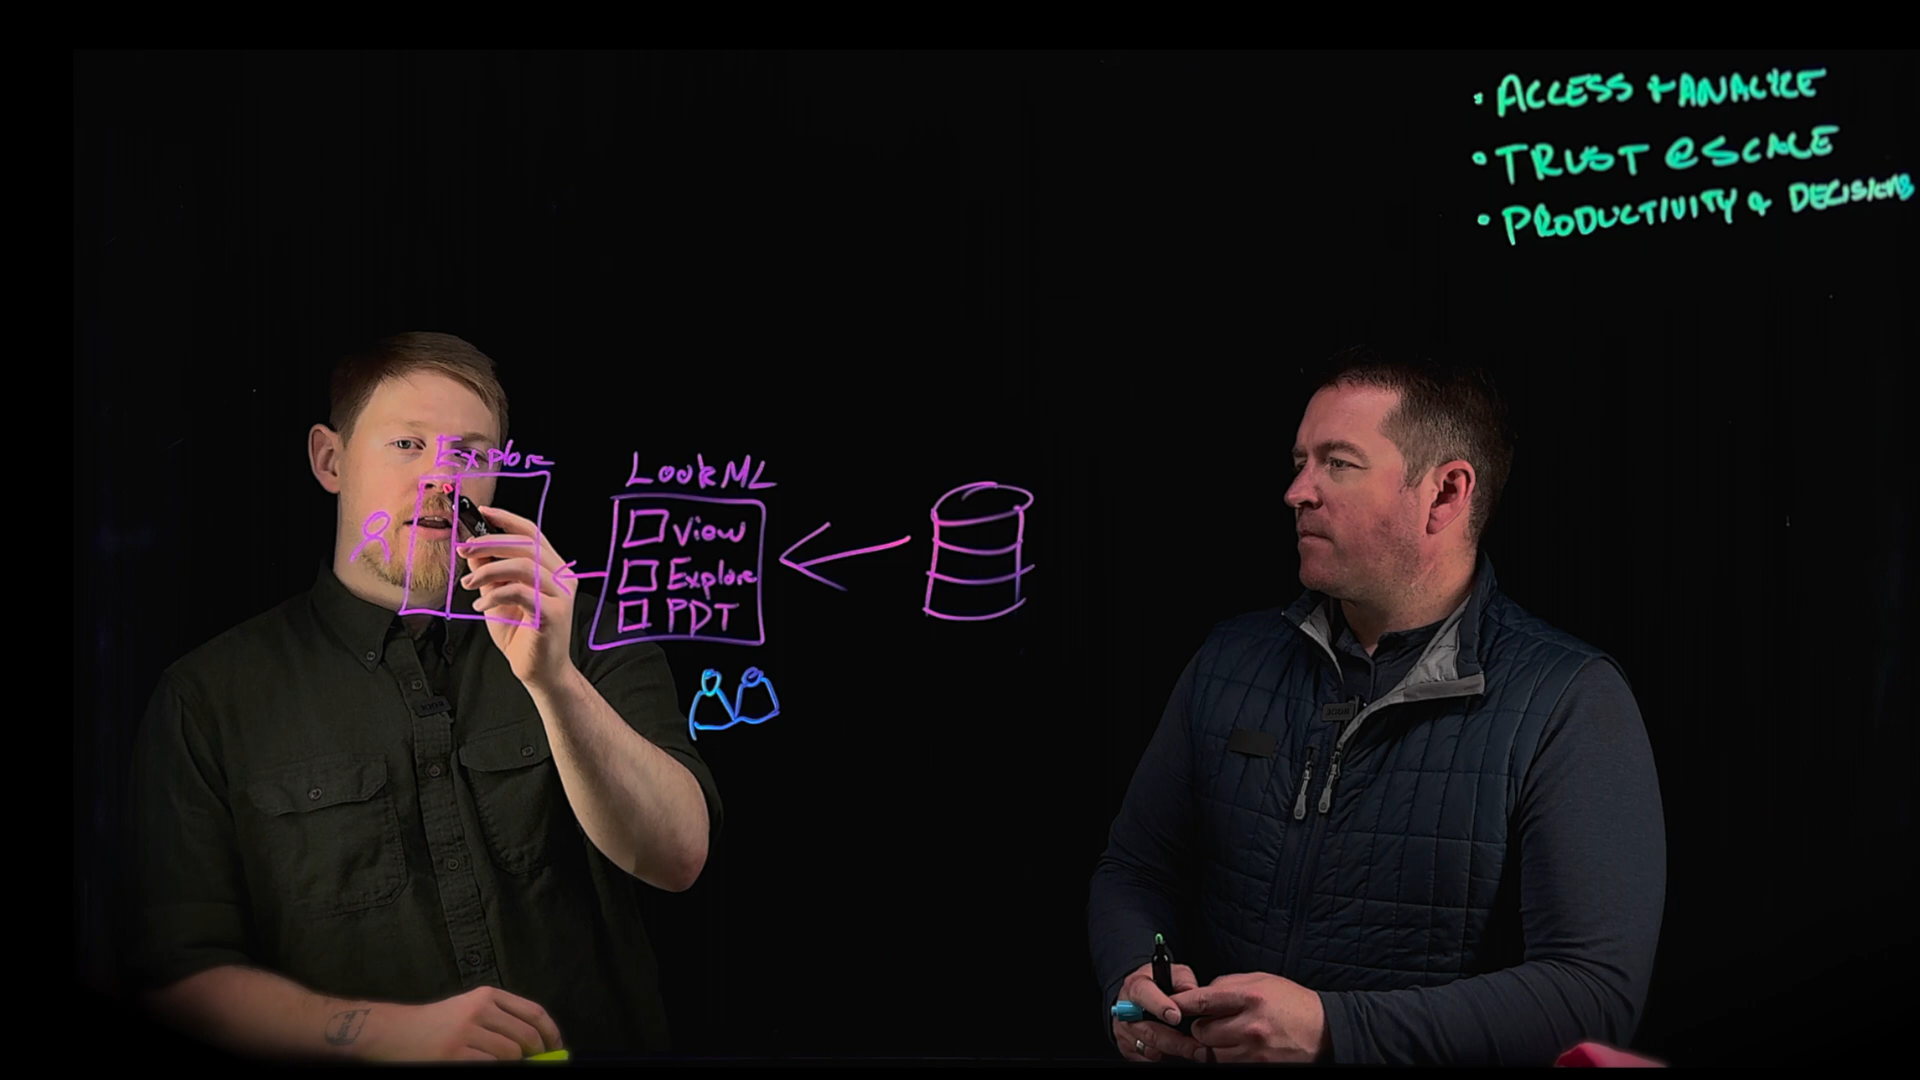 • ACCESS + ANALYZE
• TRUST @ SCALE
• PRODUCTIVITY & DECISIONS
Explore
LookML
View
Explore
PDT